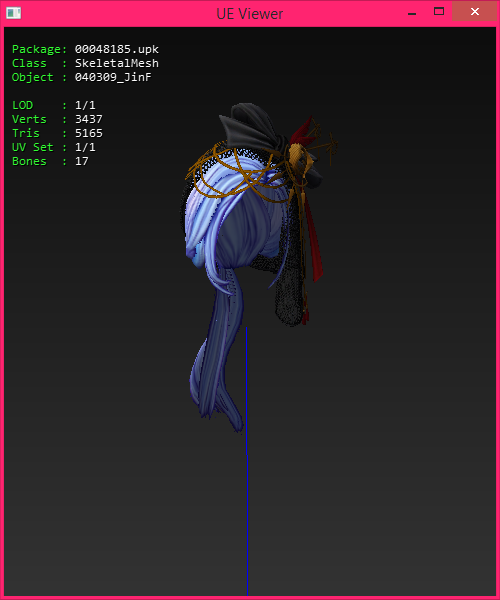 UE Viewer
Package: 00048185.upk
Class  : SkeletalMesh
Object : 040309_JinF
LOD    : 1/1
Verts  : 3437
Tris   : 5165
UV Set : 1/1
Bones  : 17